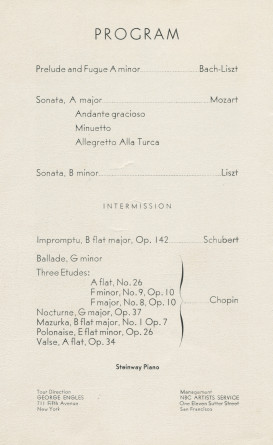 PROGRAM
Prelude and Fugue A minor Bach-Liszt
Sonata, A major Mozart
Andante gracioso
Minuetto
Allegretto Alla Turca
Sonata, B minor Liszt
INTERMISSION
Impromptu, B flat major, Op. 142 Schubert
Ballade, G minor
Three Etudes:
A flat, No. 26
F minor, No. 9, Op. 10
F major, No. 8, Op. 10
Chopin
Nocturne, G major, Op. 37
Mazurka, B flat major, No. 1 Op. 7
Polonaise, E flat minor, Op. 26
Valse, A flat, Op. 34
Steinway Piano
Tour Direction
GEORGE ENGLES
711 Fifth Avenue
New York
Management
NBC ARTISTS SERVICE
One Eleven Sutter Street
San Francisco